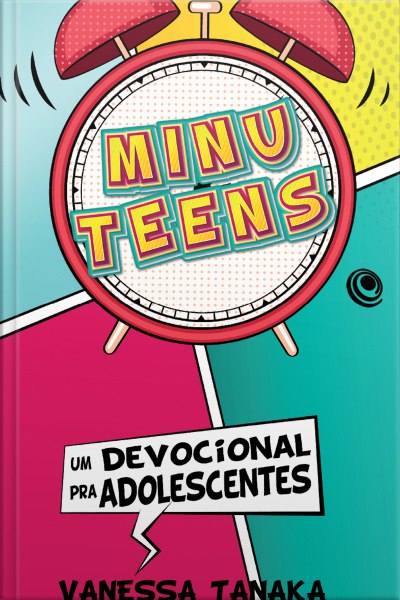 MINU
TEENS
UM DEVOCIONAL
PRA ADOLESCENTES
VANESSA TANAKA